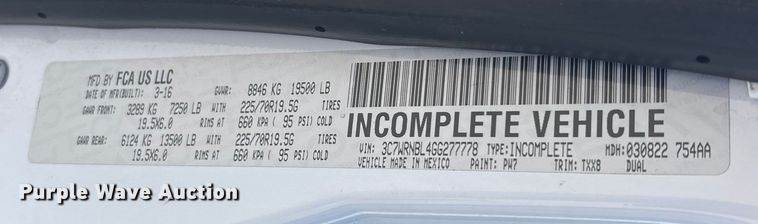 MFD BY FCA US LLC
DATE OF MFR(BUILT): 3-16 GVWR: 8846 KG 19500 LB
GAWR FRONT: 3289 KG 7250 LB WITH 225/70R19.5G TIRES
19.5X6.0 RIMS AT 660 KPA ( 95 PSI) COLD
GAWR REAR: 6124 KG 13500 LB WITH 225/70R19.5G TIRES
19.5X6.0 RIMS AT 660 KPA ( 95 PSI) COLD
INCOMPLETE VEHICLE
VIN: 3C7WRNBL4GG277778 TYPE: INCOMPLETE MDH: 030822 754AA
VEHICLE MADE IN MEXICO PAINT: PW7 TRIM: TXX8 DUAL
Purple Wave Auction